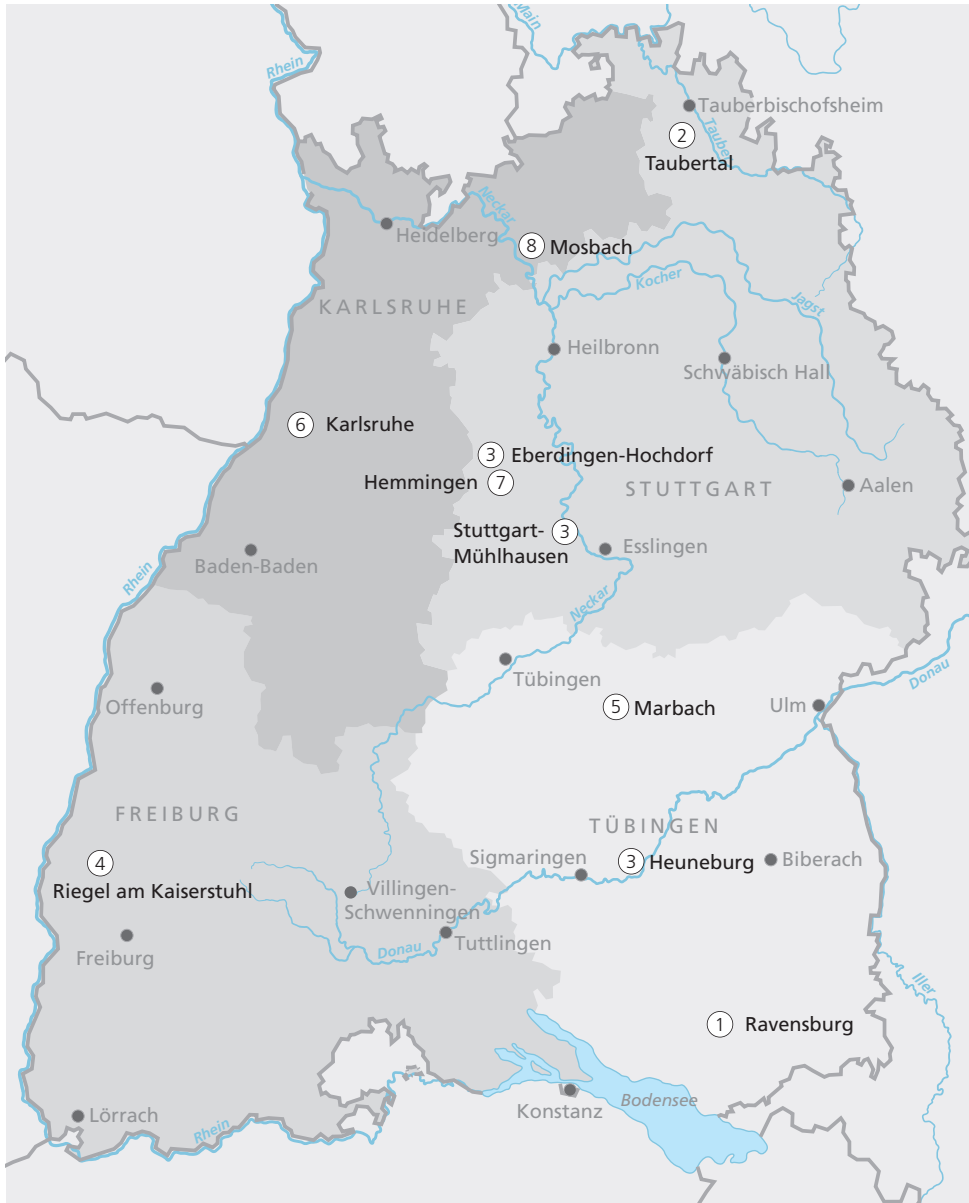 Main
Rhein
Tauberbischofsheim
2
Tauber
Taubertal
Neckar
Heidelberg
8 Mosbach
Kocher
Jagst
KARLSRUHE
Heilbronn
Schwäbisch Hall
6 Karlsruhe
3 Eberdingen-Hochdorf
Hemmingen 7
STUTTGART
Aalen
Stuttgart- 3
Mühlhausen
Esslingen
Baden-Baden
Rhein
Neckar
Tübingen
Donau
Offenburg
5 Marbach
Ulm
FREIBURG
TÜBINGEN
4
Riegel am Kaiserstuhl
Sigmaringen
3 Heuneburg
Biberach
Villingen-
Schwenningen
Donau
Tuttlingen
Freiburg
Iller
1 Ravensburg
Konstanz
Bodensee
Lörrach
Rhein